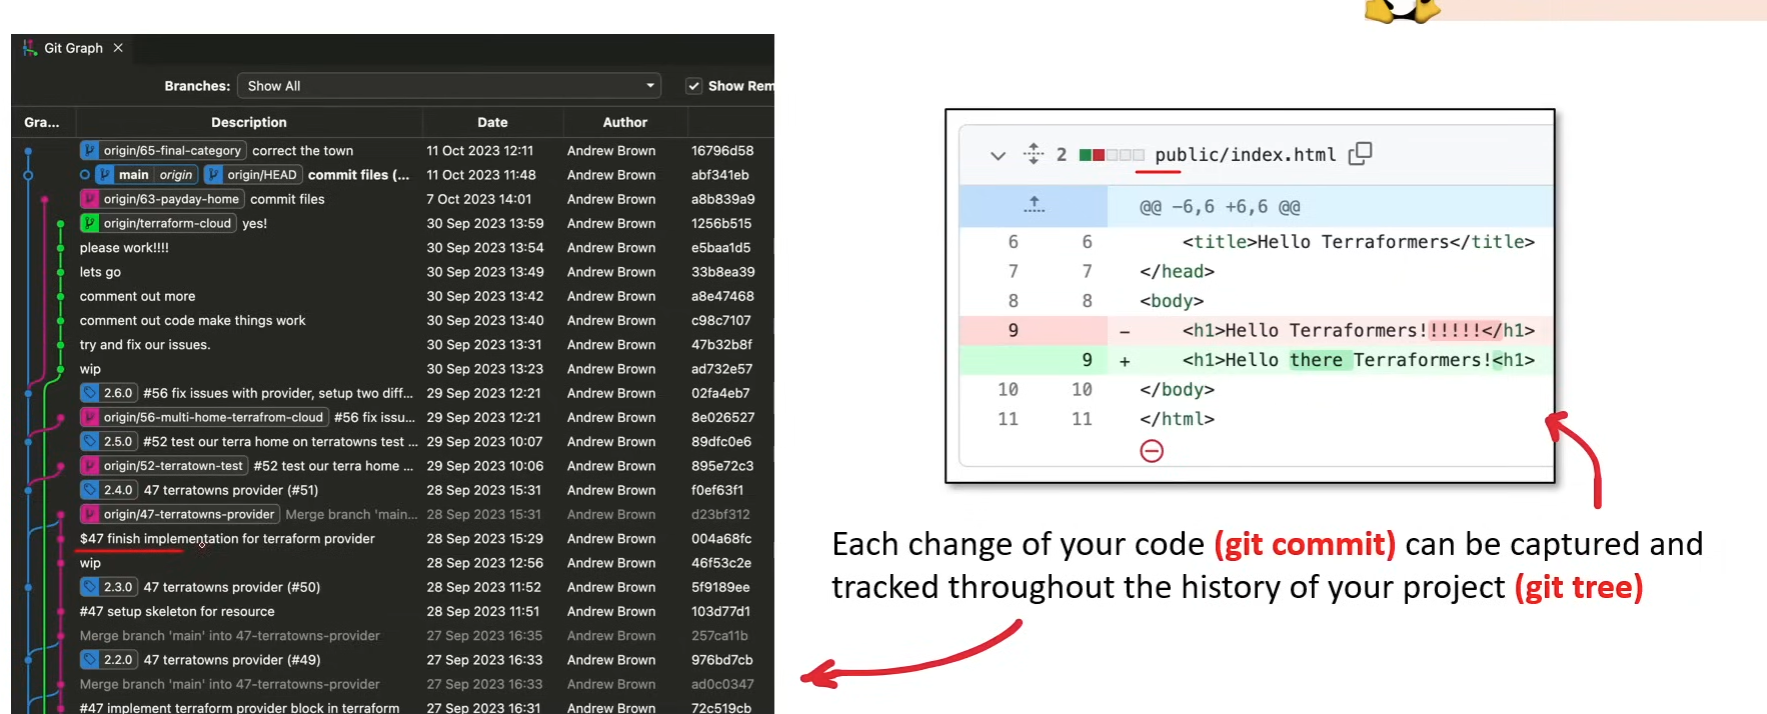 Git Graph
Branches: Show All Show Rem
Gra... Description Date Author
origin/65-final-category correct the town 11 Oct 2023 12:11 Andrew Brown 16796d58
main origin origin/HEAD commit files (... 11 Oct 2023 11:48 Andrew Brown abf341eb
origin/63-payday-home commit files 7 Oct 2023 14:01 Andrew Brown a8b839a9
origin/terraform-cloud yes! 30 Sep 2023 13:59 Andrew Brown 1256b515
please work!!!! 30 Sep 2023 13:54 Andrew Brown e5baa1d5
lets go 30 Sep 2023 13:49 Andrew Brown 33b8ea39
comment out more 30 Sep 2023 13:42 Andrew Brown a8e47468
comment out code make things work 30 Sep 2023 13:40 Andrew Brown c98c7107
try and fix our issues. 30 Sep 2023 13:31 Andrew Brown 47b32b8f
wip 30 Sep 2023 13:23 Andrew Brown ad732e57
2.6.0 #56 fix issues with provider, setup two diff... 29 Sep 2023 12:21 Andrew Brown 02fa4eb7
origin/56-multi-home-terrafrom-cloud #56 fix issu... 29 Sep 2023 12:21 Andrew Brown 8e026527
2.5.0 #52 test our terra home on terratowns test ... 29 Sep 2023 10:07 Andrew Brown 89dfc0e6
origin/52-terratown-test #52 test our terra home ... 29 Sep 2023 10:06 Andrew Brown 895e72c3
2.4.0 47 terratowns provider (#51) 28 Sep 2023 15:31 Andrew Brown f0ef63f1
origin/47-terratowns-provider Merge branch 'main... 28 Sep 2023 15:31 Andrew Brown d23bf312
$47 finish implementation for terraform provider 28 Sep 2023 15:29 Andrew Brown 004a68fc
wip 28 Sep 2023 12:56 Andrew Brown 46f53c2e
2.3.0 47 terratowns provider (#50) 28 Sep 2023 11:52 Andrew Brown 5f9189ee
#47 setup skeleton for resource 28 Sep 2023 11:51 Andrew Brown 103d77d1
Merge branch 'main' into 47-terratowns-provider 27 Sep 2023 16:35 Andrew Brown 257ca11b
2.2.0 47 terratowns provider (#49) 27 Sep 2023 16:33 Andrew Brown 976bd7cb
Merge branch 'main' into 47-terratowns-provider 27 Sep 2023 16:33 Andrew Brown ad0c0347
#47 implement terraform provider block in terraform 27 Sep 2023 16:31 Andrew Brown 72c519cb
2 public/index.html
@@ -6,6 +6,6 @@
6 6 <title>Hello Terraformers</title>
7 7 </head>
8 8 <body>
9 - <h1>Hello Terraformers!!!!!!</h1>
9 + <h1>Hello there Terraformers!<h1>
10 10 </body>
11 11 </html>
Each change of your code (git commit) can be captured and
tracked throughout the history of your project (git tree)